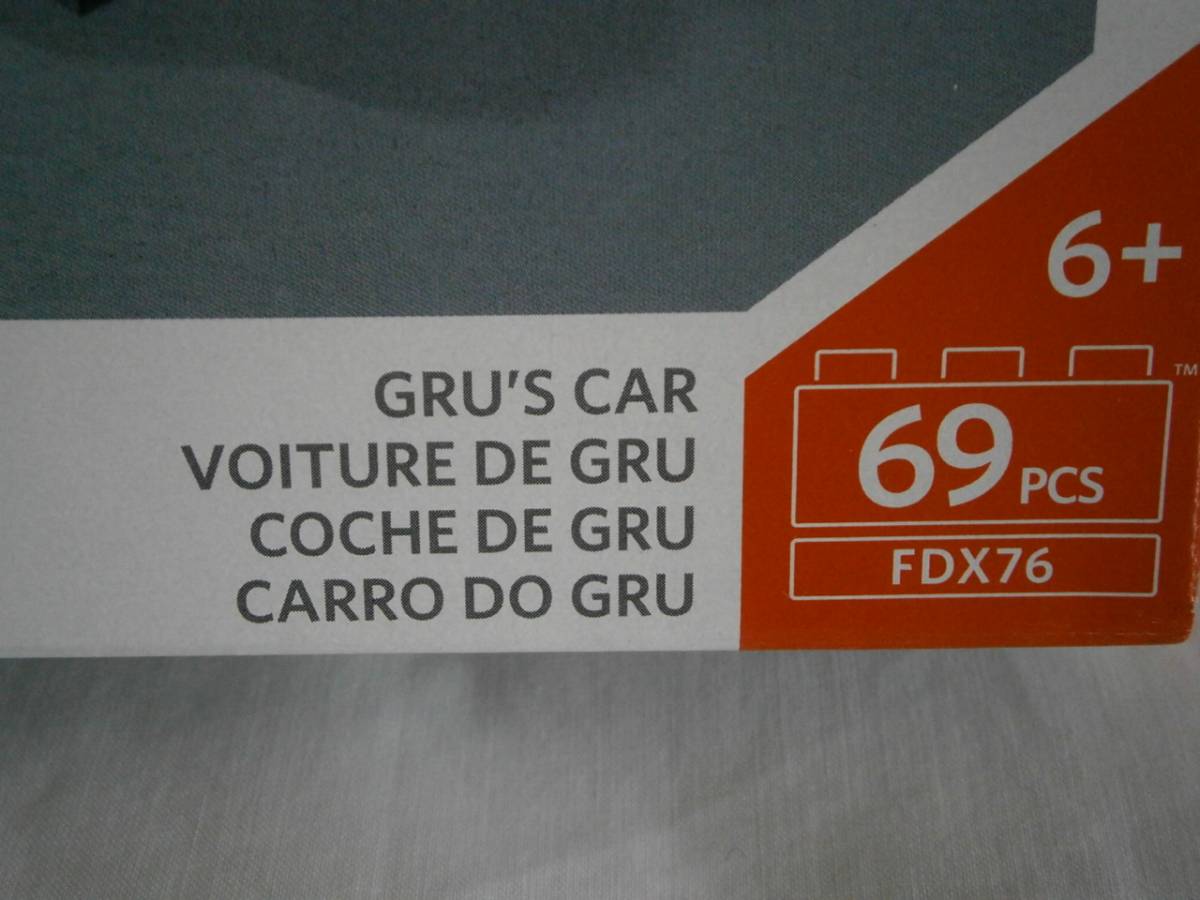 6+
GRU'S CAR
VOITURE DE GRU
COCHE DE GRU
CARRO DO GRU
™
69 PCS
FDX76